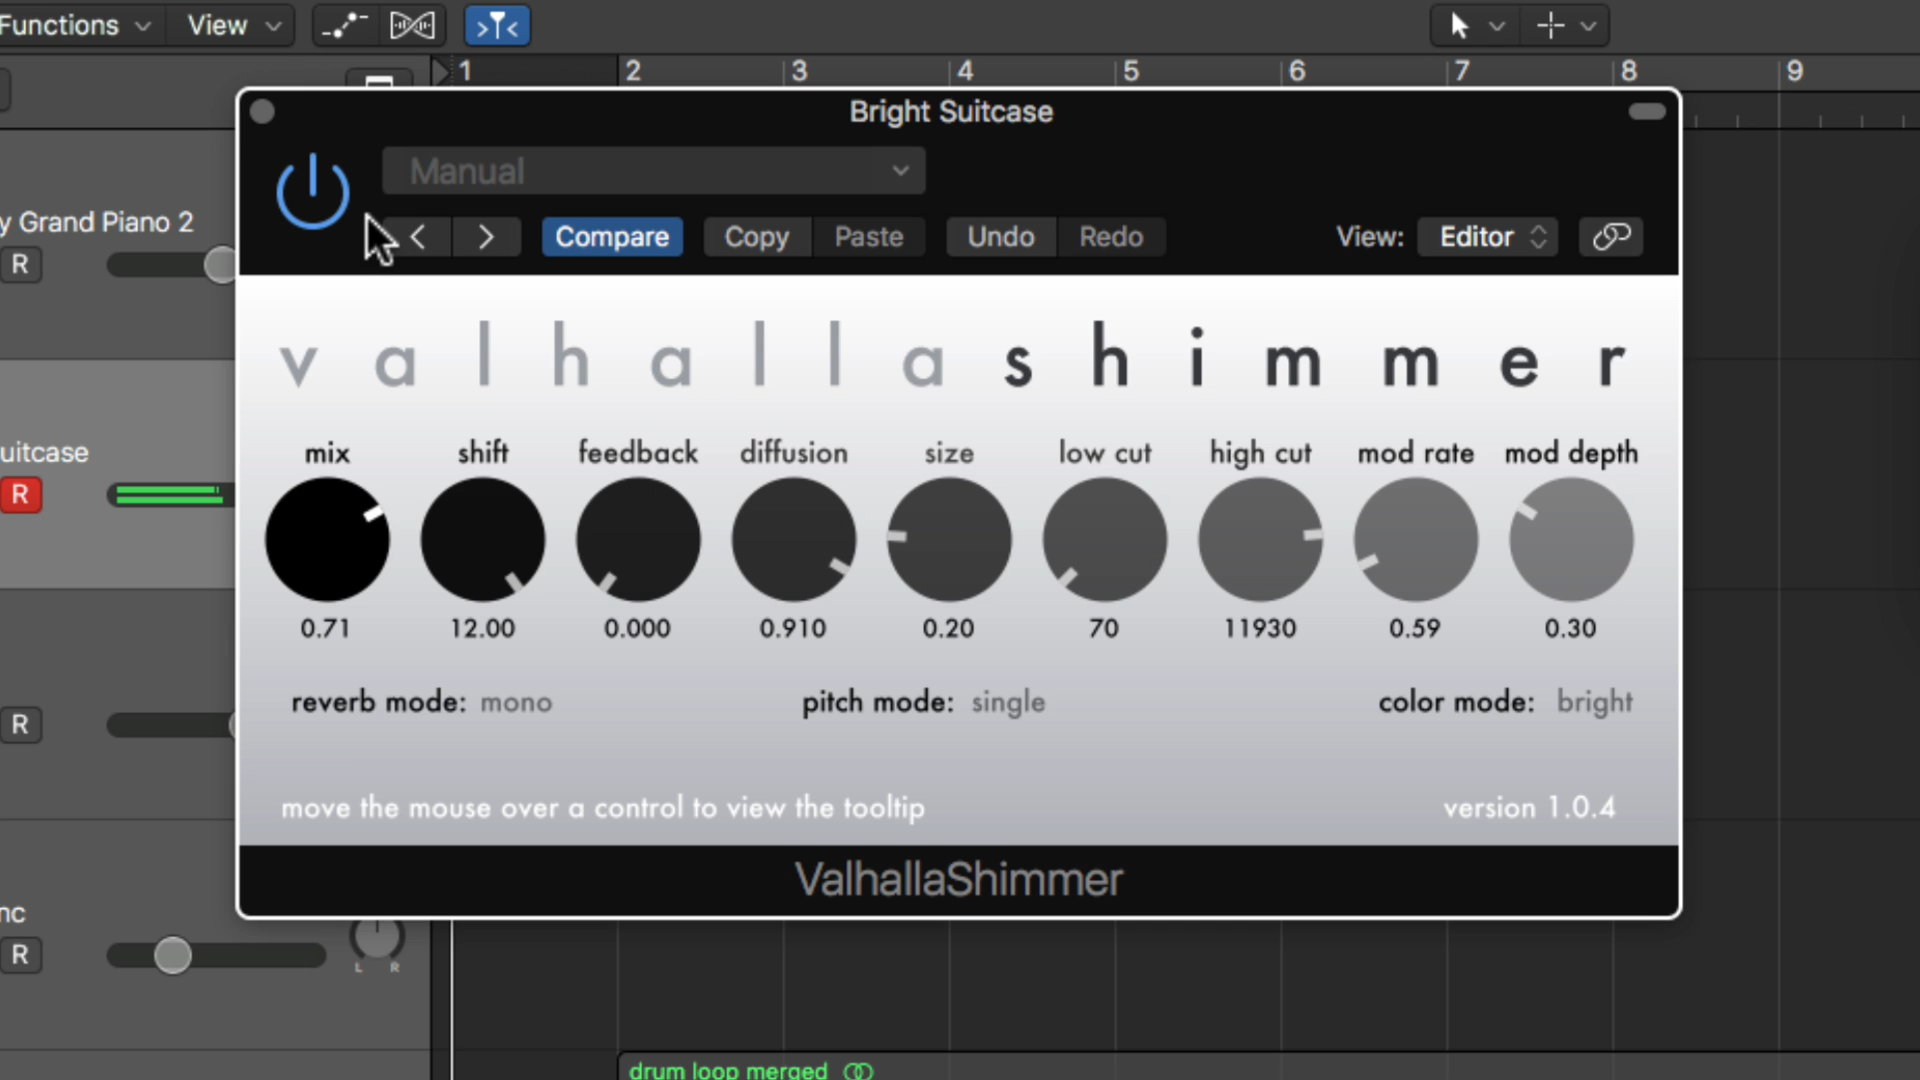 Functions View
1 2 3 4 5 6 7 8 9
Bright Suitcase
Manual
y Grand Piano 2
R
Compare Copy Paste Undo Redo View: Editor
valhallashimmer
mix shift feedback diffusion size low cut high cut mod rate mod depth
uitcase
R
0.71 12.00 0.000 0.910 0.20 70 11930 0.59 0.30
reverb mode: mono pitch mode: single color mode: bright
R
move the mouse over a control to view the tooltip version 1.0.4
ValhallaShimmer
nc
R
L R
drum loop merged